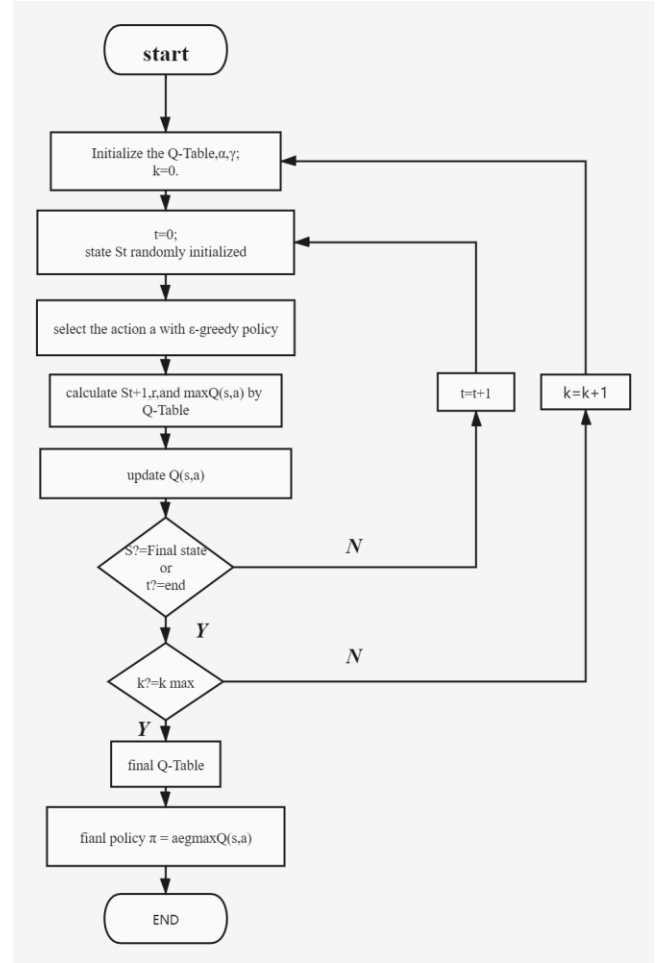 start
Initialize the Q-Table,α,γ;
k=0.
t=0;
state St randomly initialized
select the action a with ε-greedy policy
calculate St+1,r,and maxQ(s,a) by
Q-Table
t=t+1
k=k+1
update Q(s,a)
S?=Final state
or
t?=end
N
Y
k?=k max
N
Y
final Q-Table
fianl policy π = aegmaxQ(s,a)
END